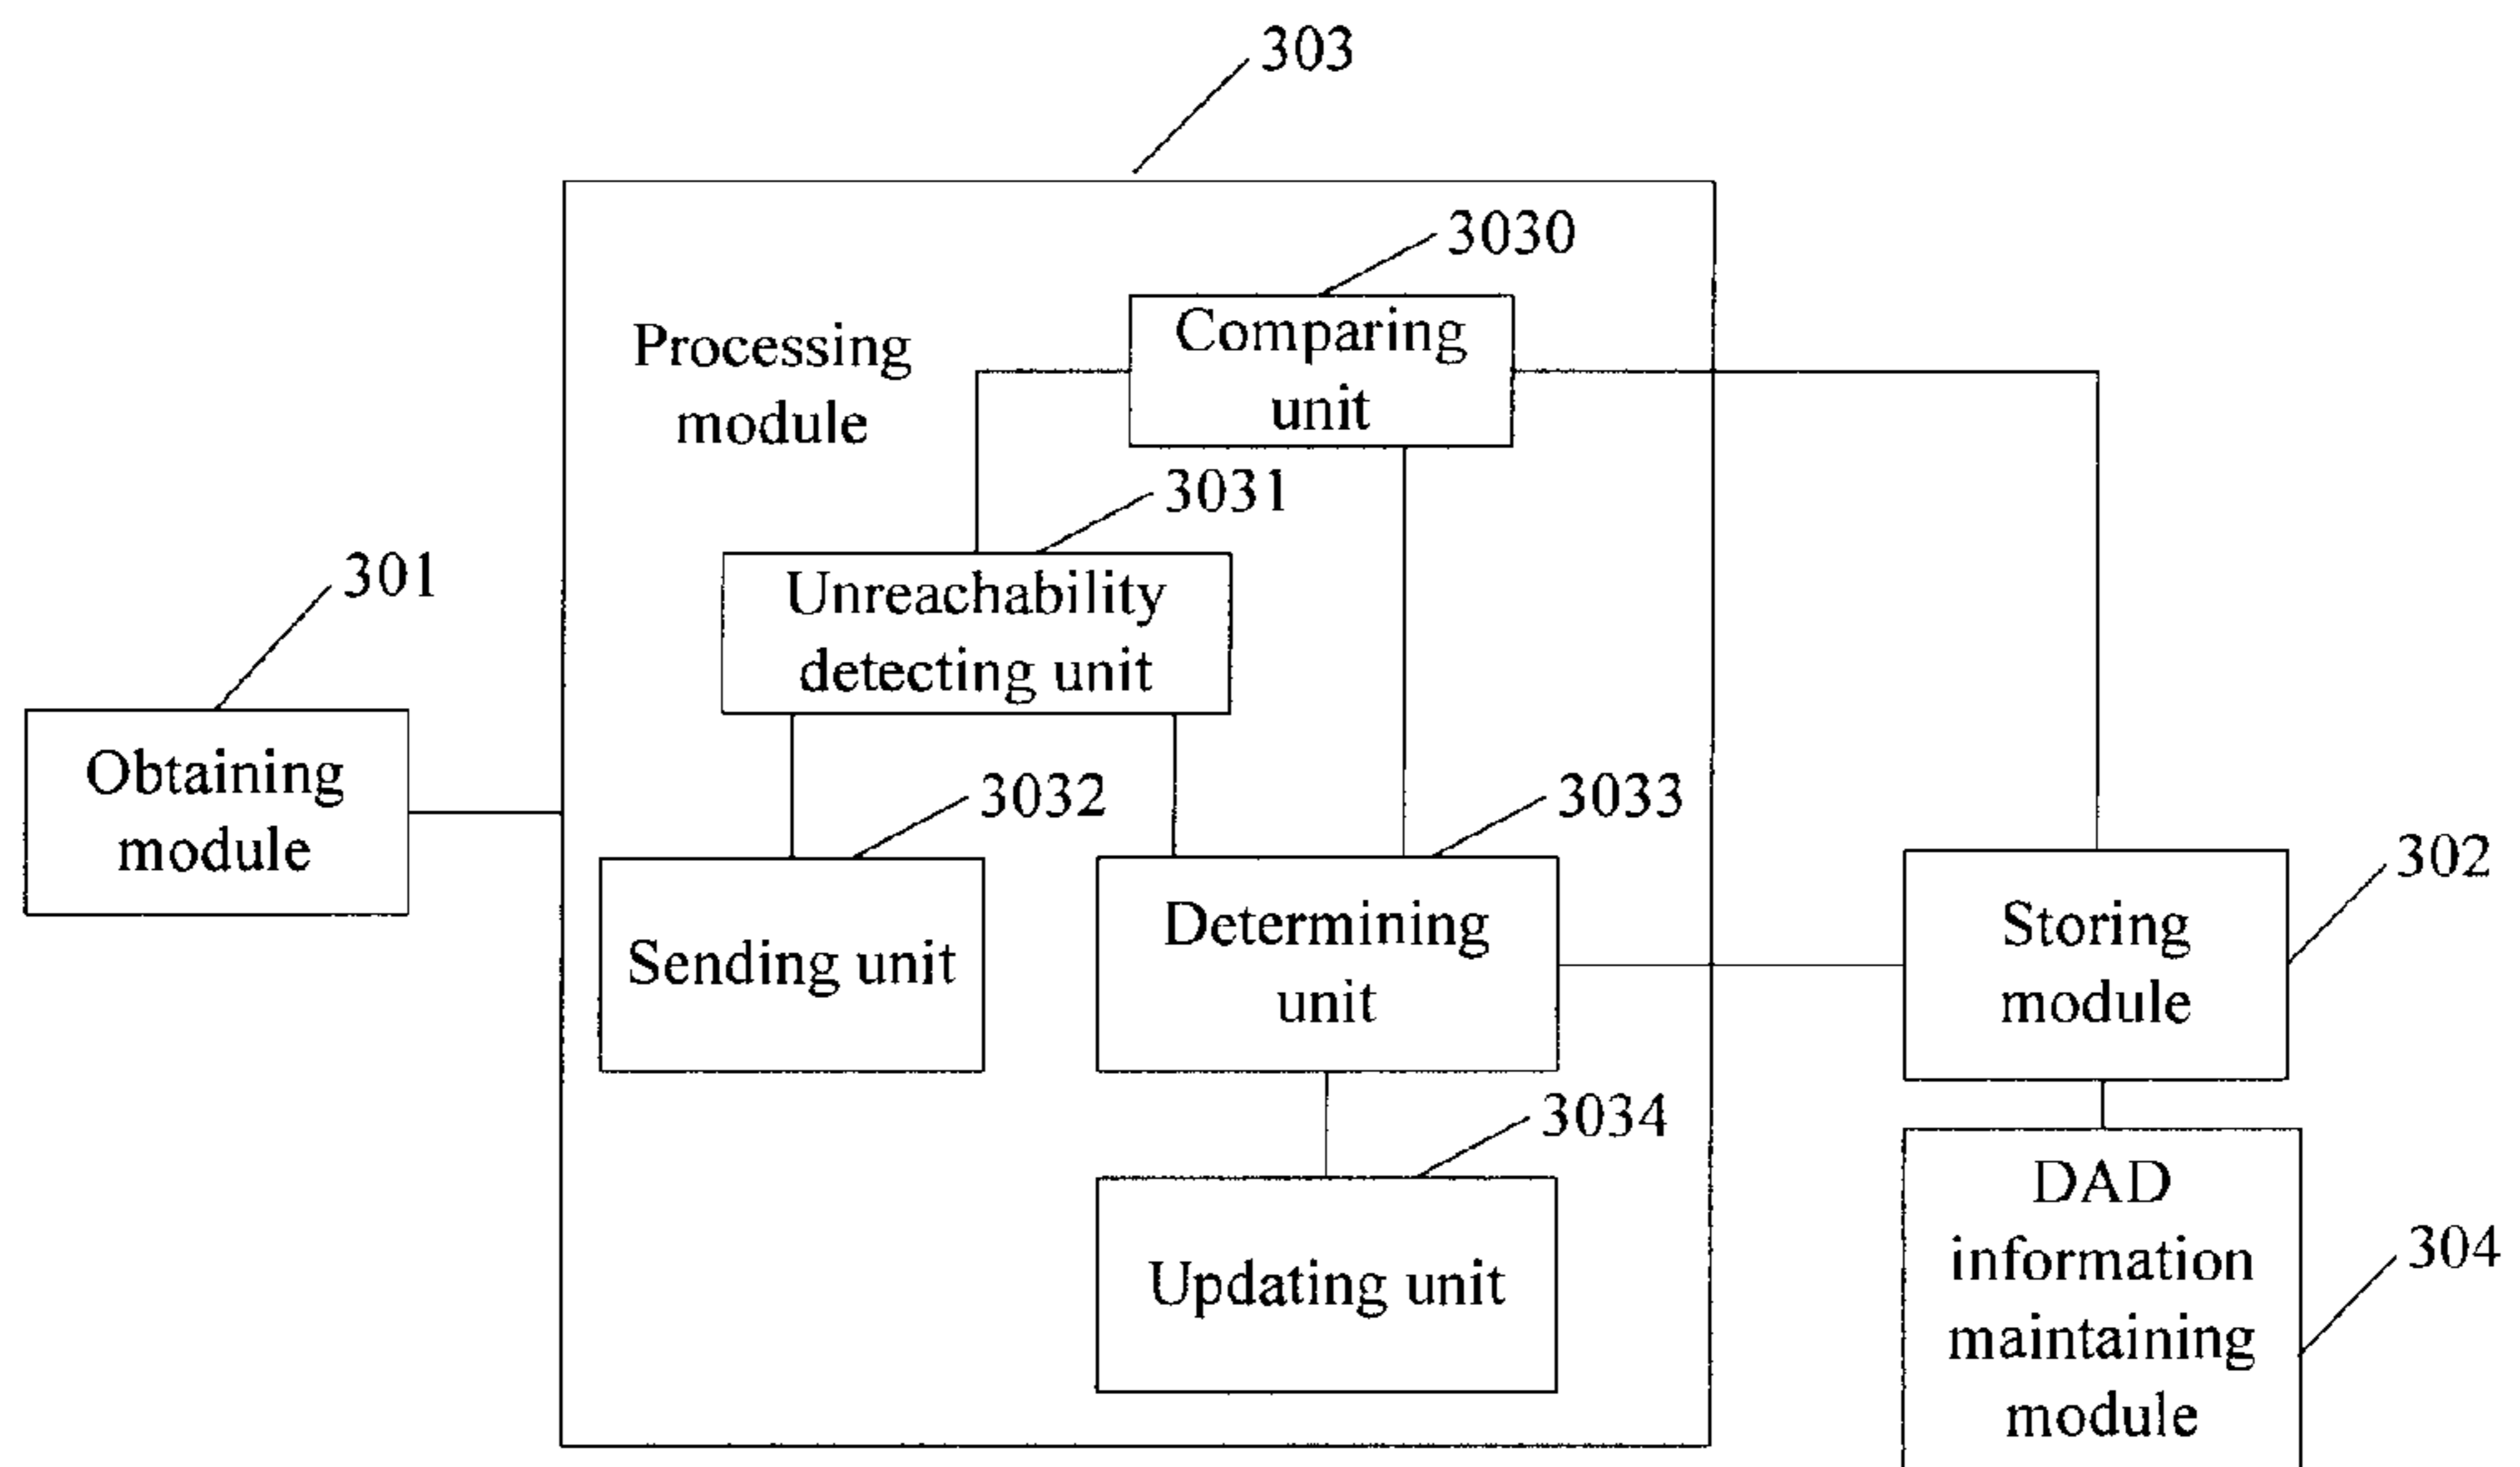 303
3030
Comparing
unit
Processing
module
3031
Unreachability
detecting unit
301
Obtaining
module
3032
Sending unit
3033
Determining
unit
302
Storing
module
3034
Updating unit
304
DAD
information
maintaining
module